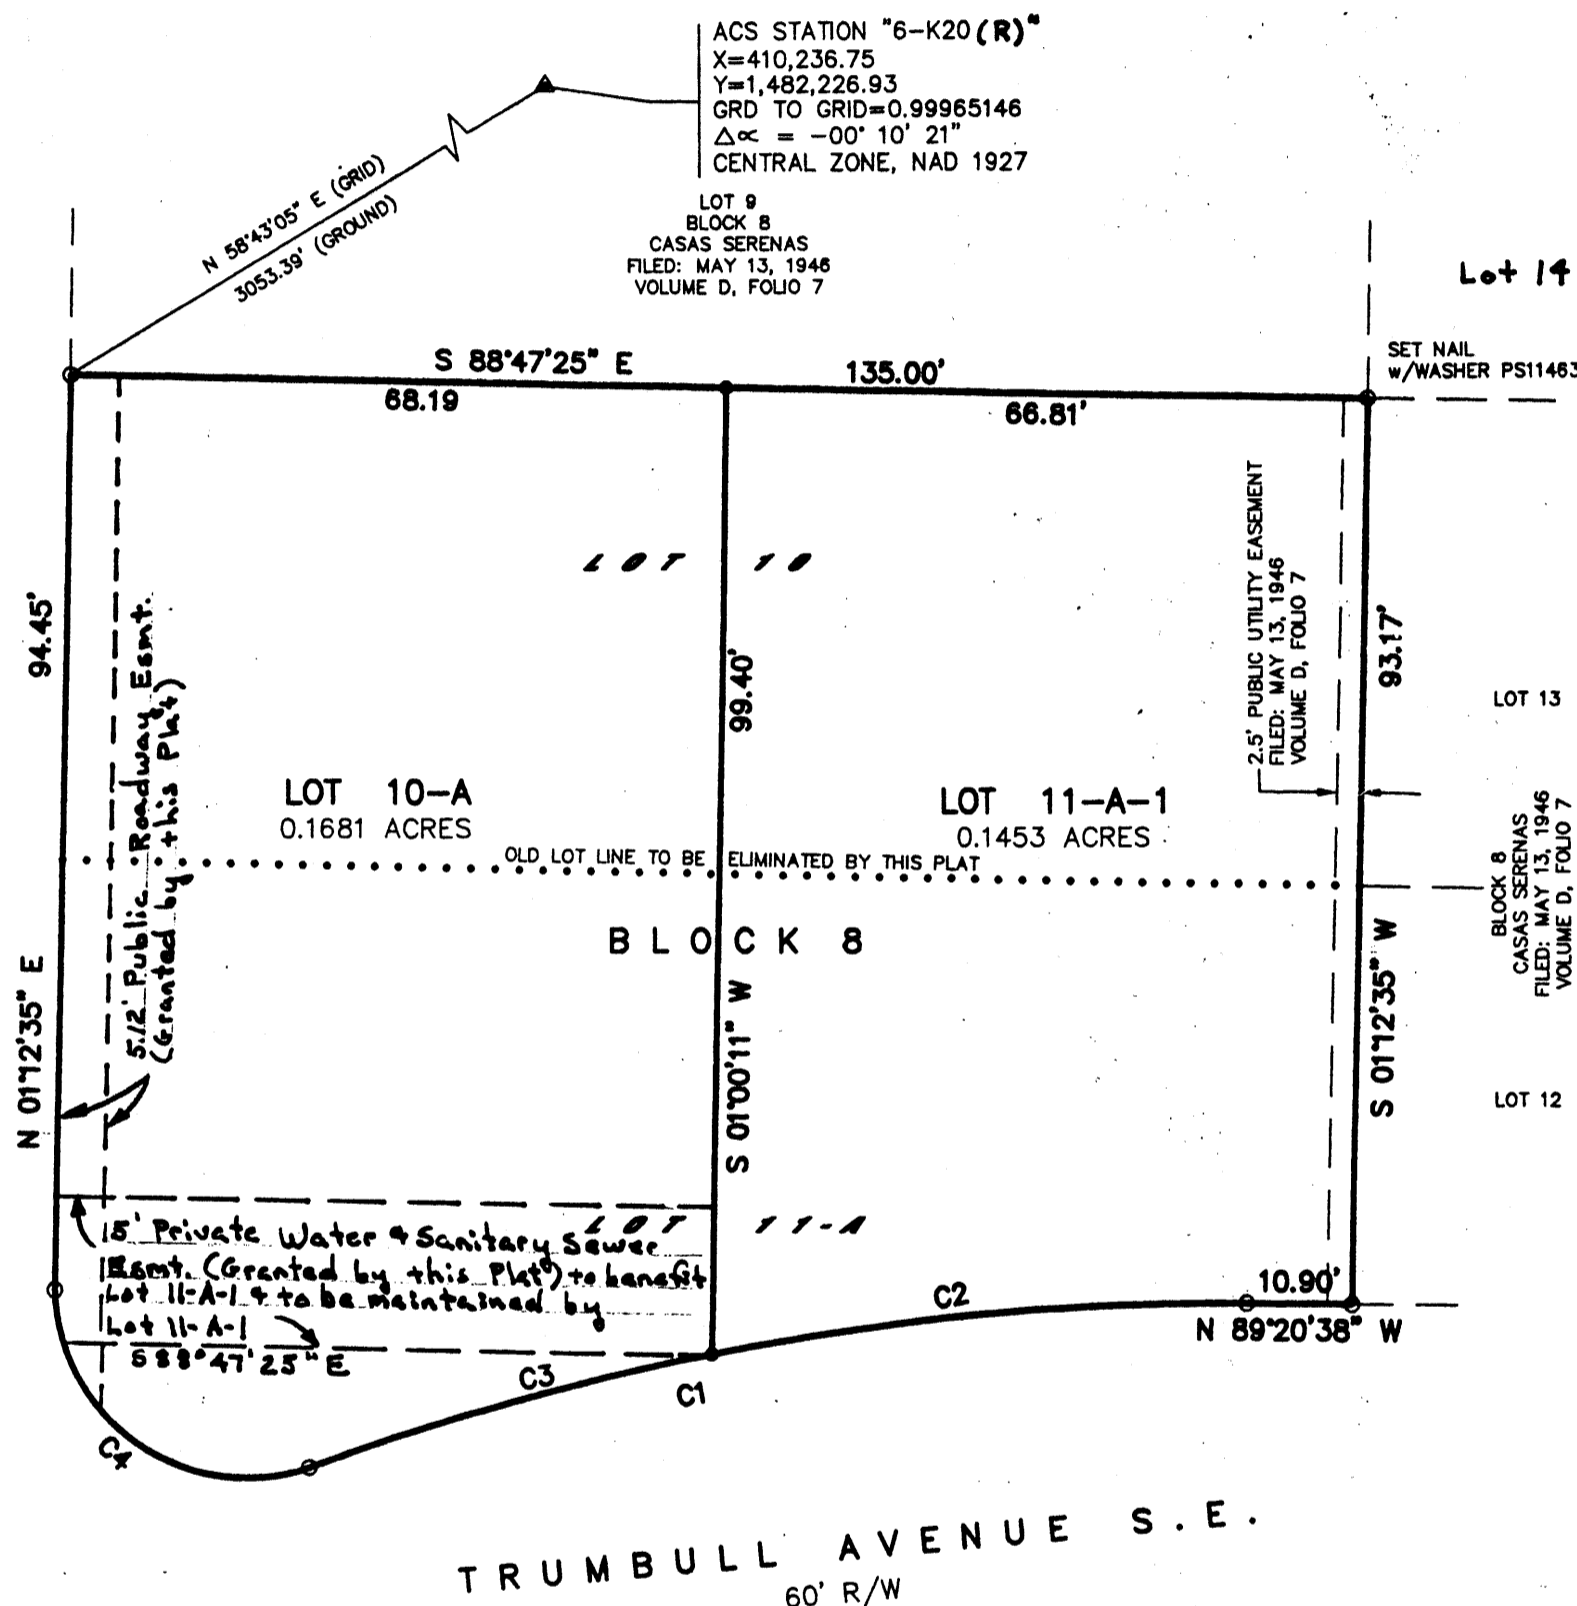 ACS STATION "6-K20(R)"
X=410,236.75
Y=1,482,226.93
GRD TO GRID=0.99965146
Δ∝ = -00° 10' 21"
CENTRAL ZONE, NAD 1927
N 58°43'05" E (GRID)
3053.39' (GROUND)
LOT 9
BLOCK 8
CASAS SERENAS
FILED: MAY 13, 1946
VOLUME D, FOLIO 7
Lot 14
SET NAIL
w/WASHER PS11463
S 88°47'25" E
135.00'
68.19
66.81'
LOT 10
94.45'
N 01°12'35" E
5.12' Public Roadway Esmt.
(Granted by this Plat)
99.40'
S 01°00'11" W
2.5' PUBLIC UTILITY EASEMENT
FILED: MAY 13, 1946
VOLUME D, FOLIO 7
93.17'
S 01°12'35" W
LOT 13
LOT 10-A
0.1681 ACRES
LOT 11-A-1
0.1453 ACRES
OLD LOT LINE TO BE ELIMINATED BY THIS PLAT
BLOCK 8
BLOCK 8
CASAS SERENAS
FILED: MAY 13, 1946
VOLUME D, FOLIO 7
LOT 12
LOT 11-A
15' Private Water & Sanitary Sewer
Esmt. (Granted by this Plat) to benefit
Lot 11-A-1 & to be maintained by
Lot 11-A-1
S 88°47'25" E
C2
10.90'
N 89°20'38" W
C3
C1
C4
TRUMBULL AVENUE S.E.
60' R/W